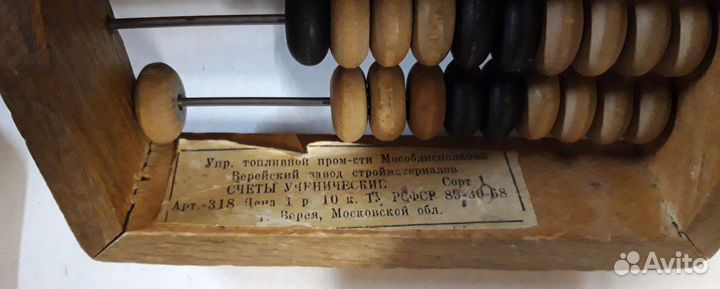 Упр. топливной пром-сти Мособлисполкома
Верейский завод стройматериалов
СЧЕТЫ УЧЕНИЧЕСКИЕ Сорт 1
Арт.-318 Цена 1 р 10 к. ТУ РСФСР 85-30-68
г. Верея, Московской обл.
Avito